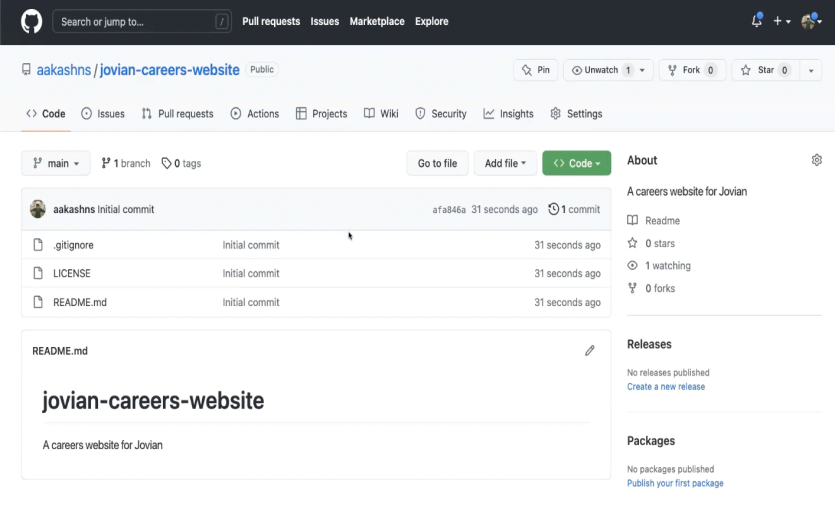 Search or jump to... /
Pull requests Issues Marketplace Explore
aakashns / jovian-careers-website Public
Pin Unwatch 1 Fork 0 Star 0
Code Issues Pull requests Actions Projects Wiki Security Insights Settings
main 1 branch 0 tags Go to file Add file Code
aakashns Initial commit afa846a 31 seconds ago 1 commit
.gitignore Initial commit 31 seconds ago
LICENSE Initial commit 31 seconds ago
README.md Initial commit 31 seconds ago
README.md
jovian-careers-website
A careers website for Jovian
About
A careers website for Jovian
Readme
0 stars
1 watching
0 forks
Releases
No releases published
Create a new release
Packages
No packages published
Publish your first package